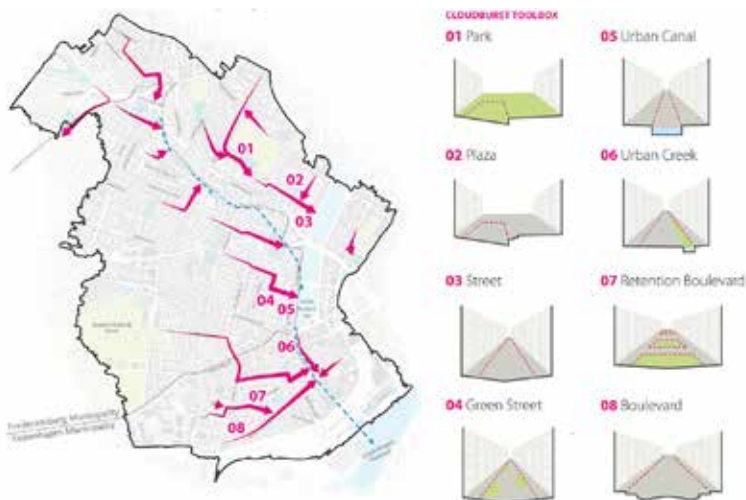 CLOUDBURST TOOLBOX
01 Park
05 Urban Canal
02 Plaza
06 Urban Creek
03 Street
07 Retention Boulevard
04 Green Street
08 Boulevard
01
02
03
04
05
06
07
08
Frederiksberg Municipality
Copenhagen Municipality